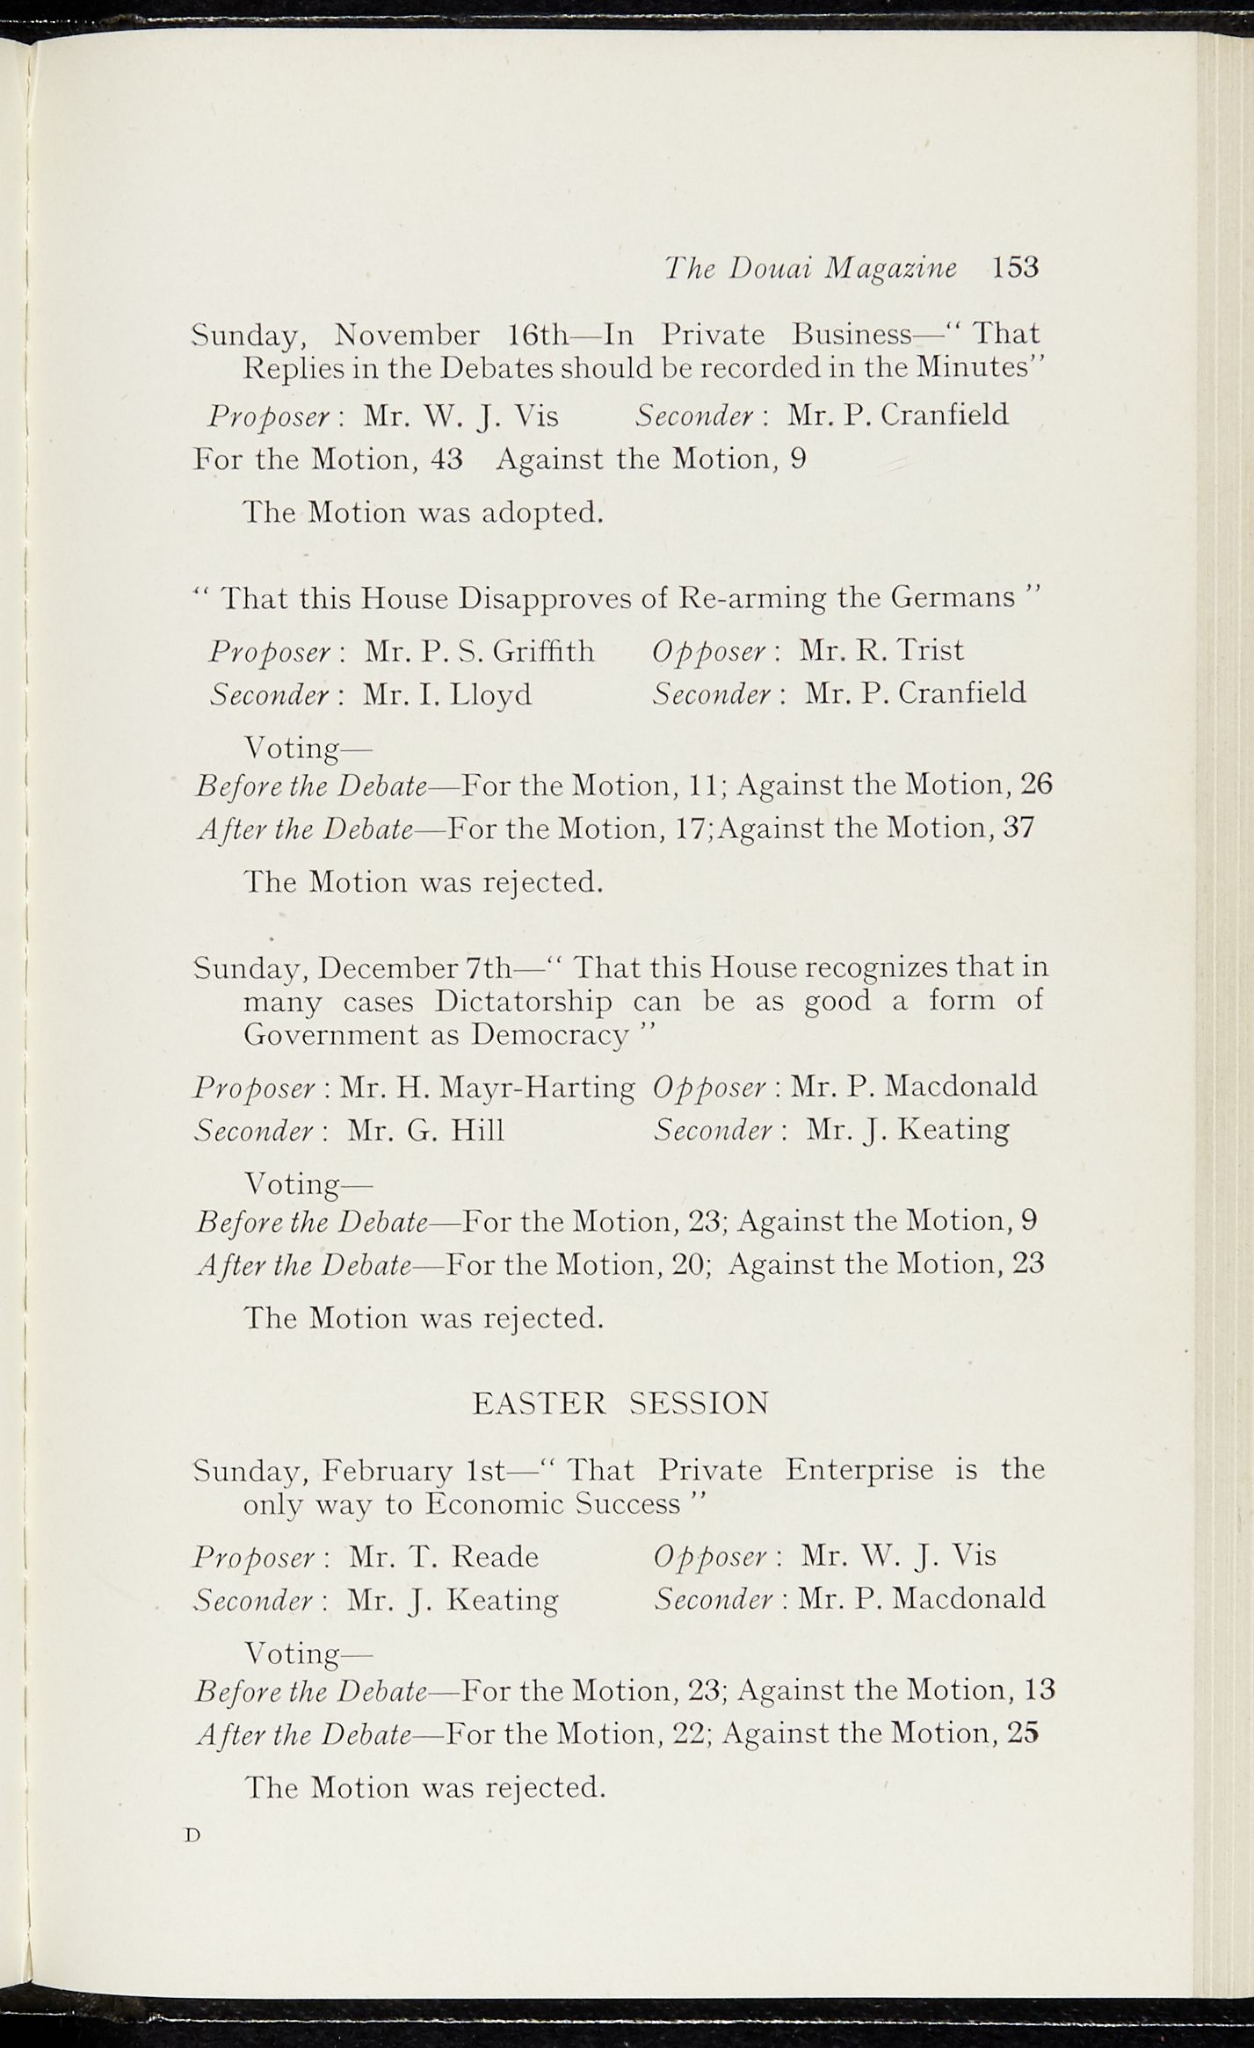 The Douai Magazine 153
Sunday, November 16th—In Private Business—“ That
Replies in the Debates should be recorded in the Minutes”
Proposer : Mr. W. J. Vis Seconder : Mr. P. Cranfield
For the Motion, 43 Against the Motion, 9
The Motion was adopted.
“ That this House Disapproves of Re-arming the Germans ”
Proposer : Mr. P. S. Griffith Opposer : Mr. R. Trist
Seconder : Mr. I. Lloyd Seconder : Mr. P. Cranfield
Voting—
Before the Debate—For the Motion, 11; Against the Motion, 26
After the Debate—For the Motion, 17;Against the Motion, 37
The Motion was rejected.
Sunday, December 7th—“ That this House recognizes that in
many cases Dictatorship can be as good a form of
Government as Democracy ”
Proposer : Mr. H. Mayr-Harting Opposer : Mr. P. Macdonald
Seconder : Mr. G. Hill Seconder : Mr. J. Keating
Voting—
Before the Debate—For the Motion, 23; Against the Motion, 9
After the Debate—For the Motion, 20; Against the Motion, 23
The Motion was rejected.
EASTER SESSION
Sunday, February 1st—“ That Private Enterprise is the
only way to Economic Success ”
Proposer : Mr. T. Reade Opposer : Mr. W. J. Vis
Seconder : Mr. J. Keating Seconder : Mr. P. Macdonald
Voting—
Before the Debate—For the Motion, 23; Against the Motion, 13
After the Debate—For the Motion, 22; Against the Motion, 25
The Motion was rejected.
D